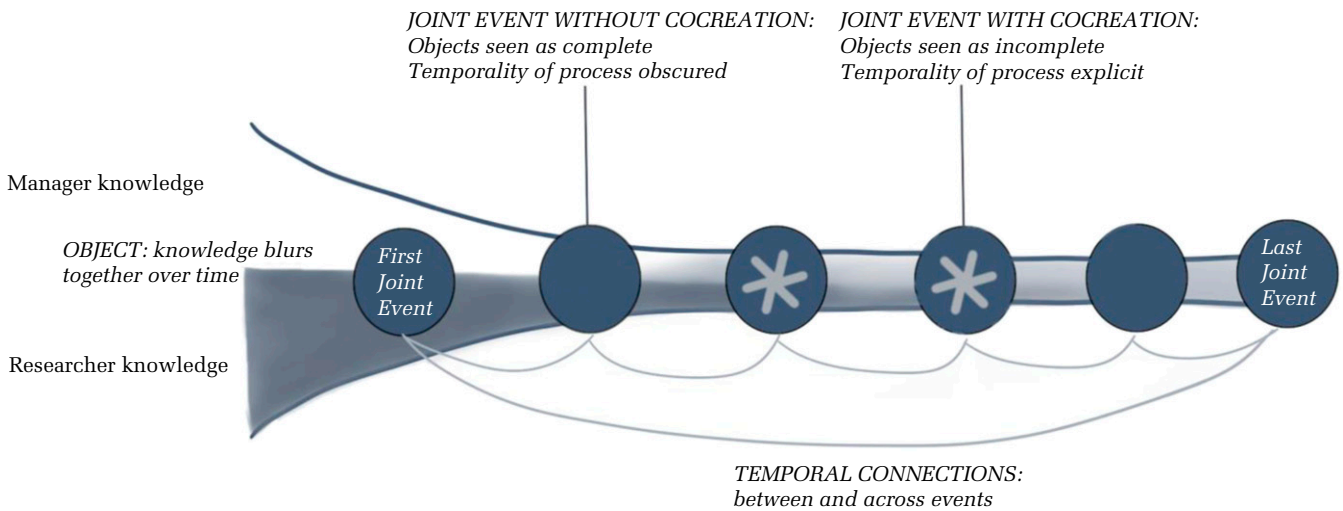 JOINT EVENT WITHOUT COCREATION:
Objects seen as complete
Temporality of process obscured
JOINT EVENT WITH COCREATION:
Objects seen as incomplete
Temporality of process explicit
Manager knowledge
OBJECT: knowledge blurs
together over time
First
Joint
Event
Last
Joint
Event
Researcher knowledge
TEMPORAL CONNECTIONS:
between and across events